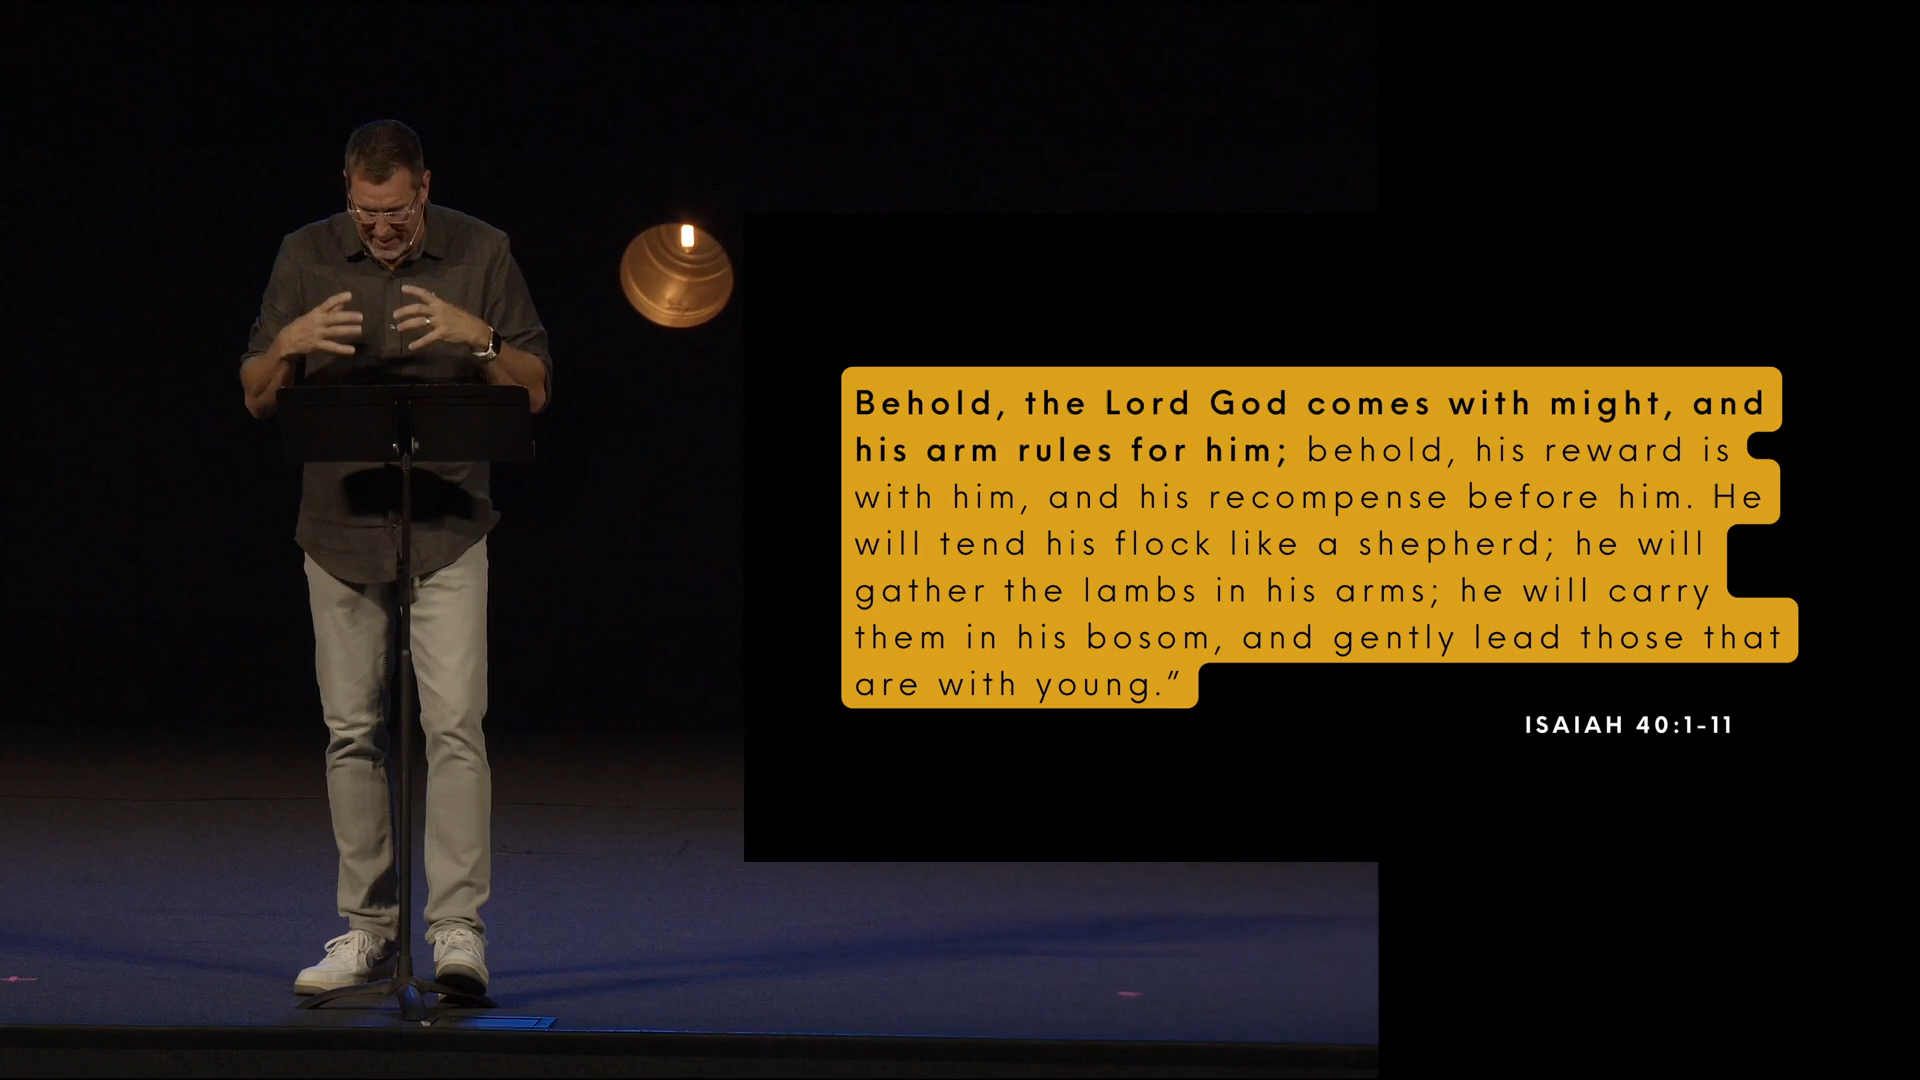 Behold, the Lord God comes with might, and
his arm rules for him; behold, his reward is
with him, and his recompense before him. He
will tend his flock like a shepherd; he will
gather the lambs in his arms; he will carry
them in his bosom, and gently lead those that
are with young.”
ISAIAH 40:1-11